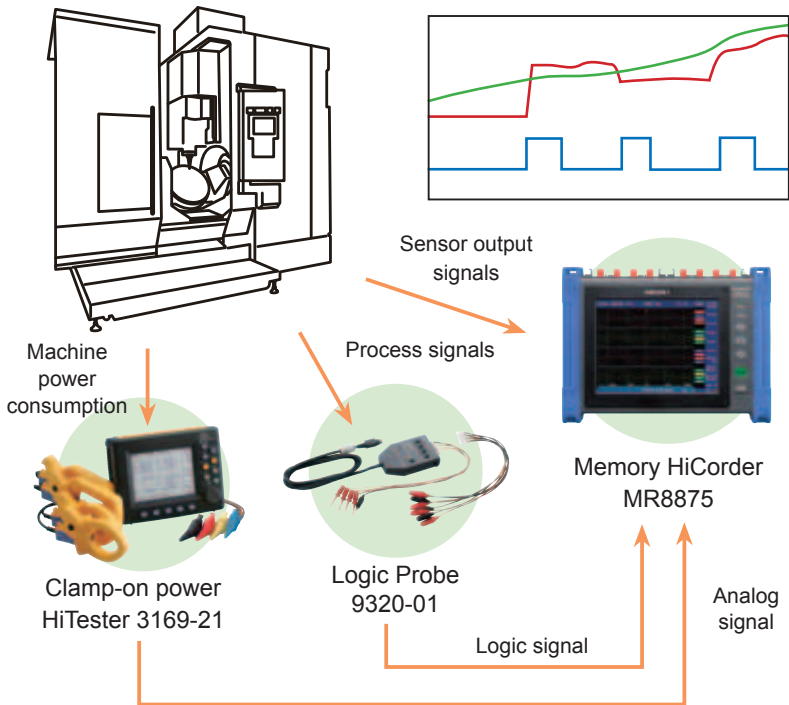 Sensor output
signals
Machine
power
consumption
Process signals
Memory HiCorder
MR8875
Clamp-on power
HiTester 3169-21
Logic Probe
9320-01
Analog
signal
Logic signal